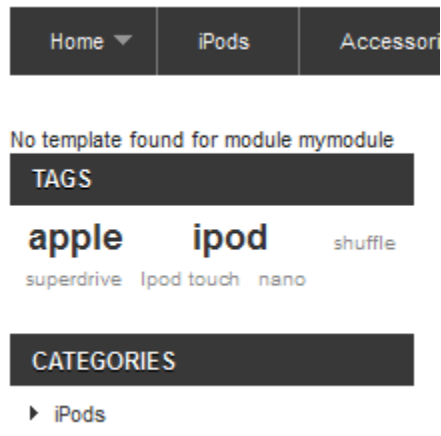 Home iPods Accessori
No template found for module mymodule
TAGS
apple ipod shuffle
superdrive Ipod touch nano
CATEGORIES
iPods